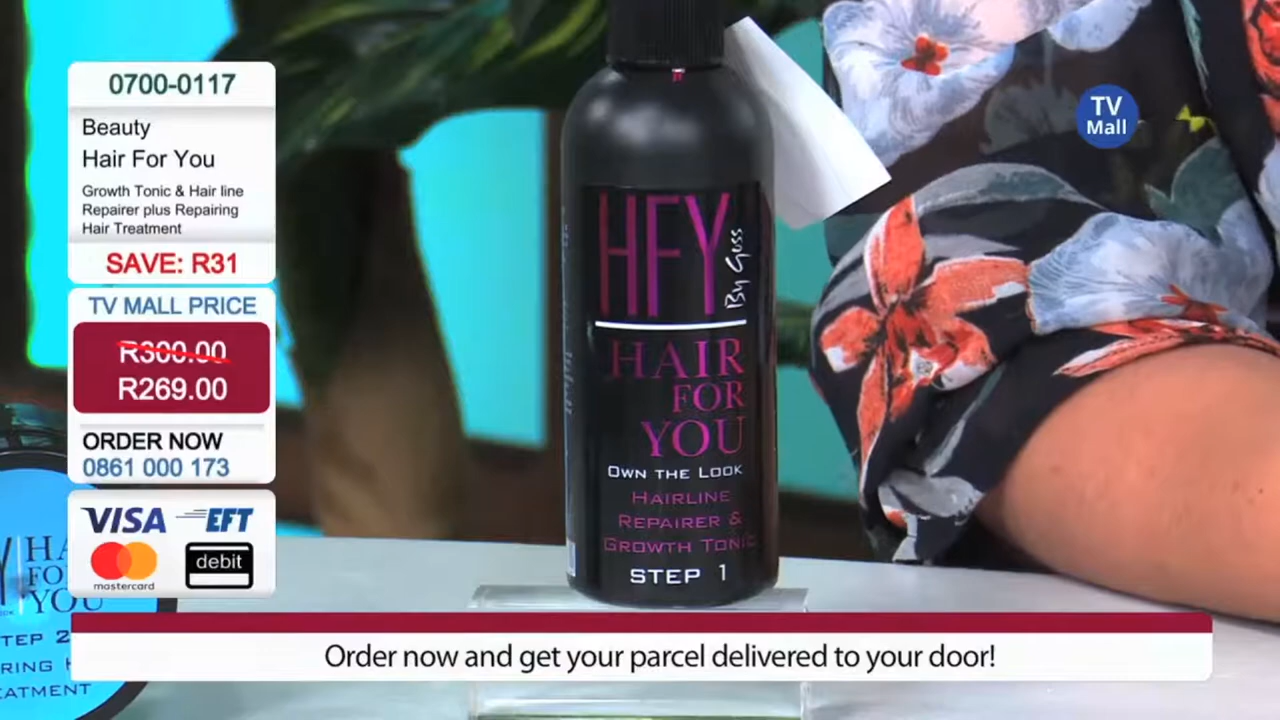 0700-0117
Beauty
Hair For You
Growth Tonic & Hair line
Repairer plus Repairing
Hair Treatment
SAVE: R31
TV MALL PRICE
R300.00
R269.00
ORDER NOW
0861 000 173
VISA EFT
mastercard debit
TV
Mall
HFY
By Guss
HAIR
FOR
YOU
OWN THE LOOK
HAIRLINE
REPAIRER &
GROWTH TONIC
STEP 1
YOU
Order now and get your parcel delivered to your door!